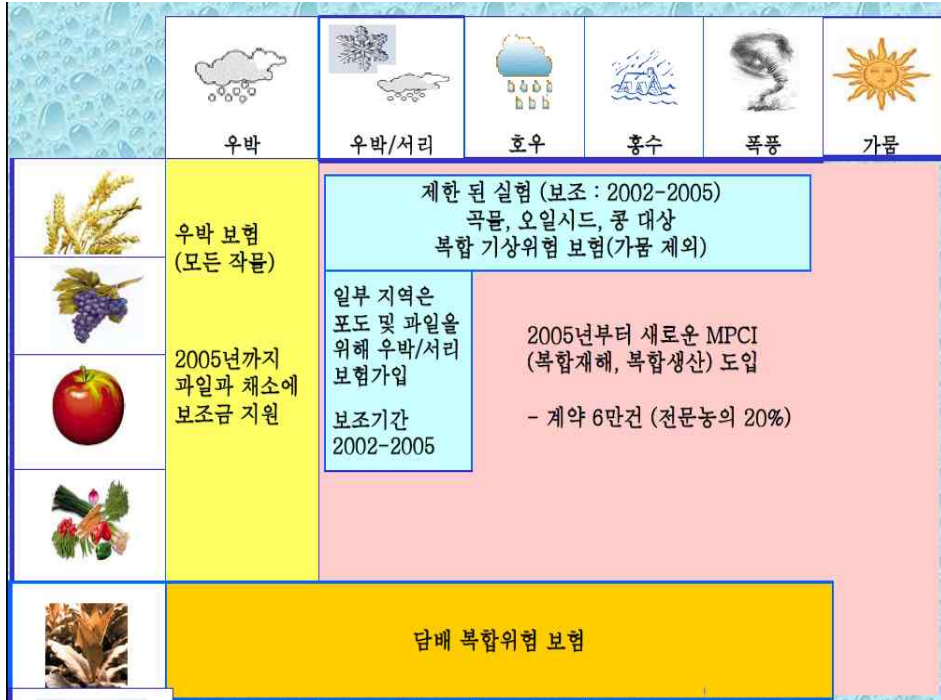 우박
우박/서리
호우
홍수
폭풍
가뭄
우박 보험
(모든 작물)
2005년까지
과일과 채소에
보조금 지원
제한 된 실험 (보조 : 2002-2005)
곡물, 오일시드, 콩 대상
복합 기상위험 보험(가뭄 제외)
일부 지역은
포도 및 과일을
위해 우박/서리
보험가입
보조기간
2002-2005
2005년부터 새로운 MPCI
(복합재해, 복합생산) 도입
- 계약 6만건 (전문농의 20%)
담배 복합위험 보험